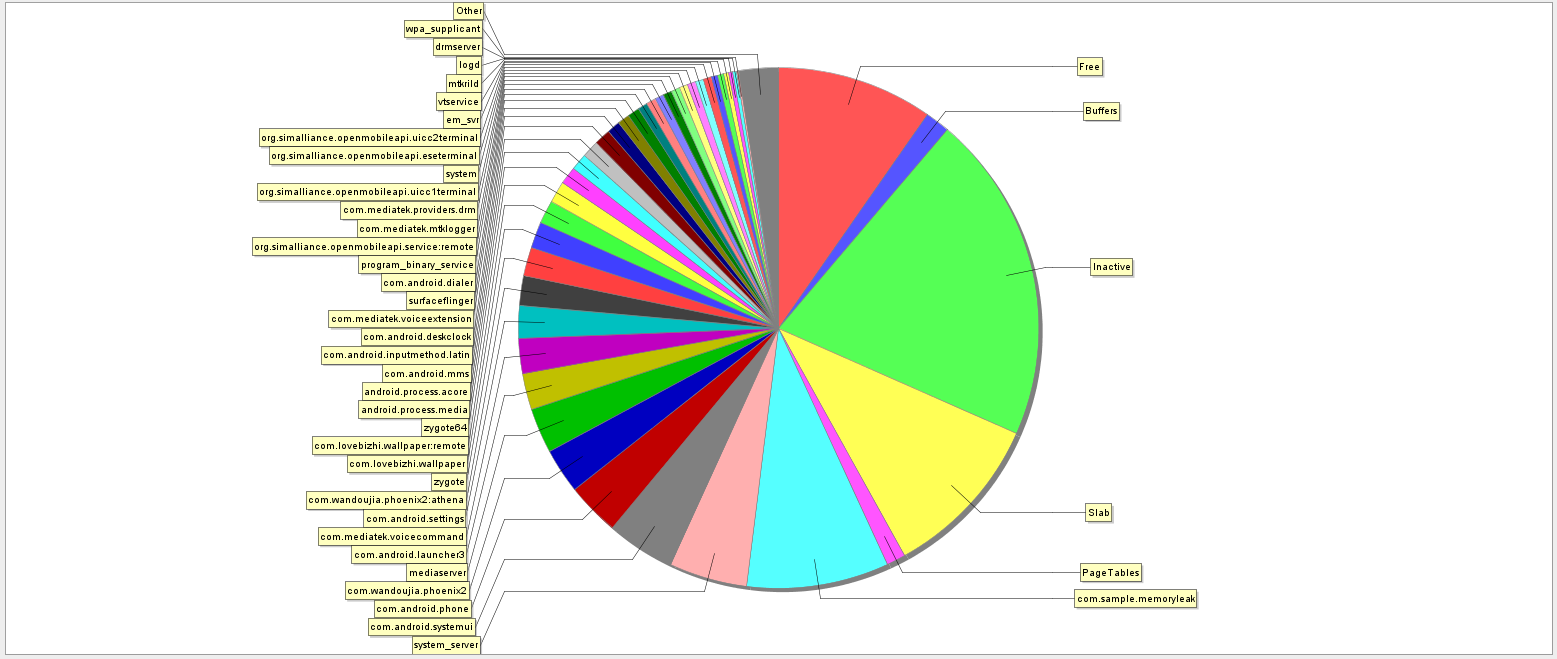 Other
wpa_supplicant
drmserver
logd
mtkrild
vtservice
em_svr
org.simalliance.openmobileapi.uicc2terminal
org.simalliance.openmobileapi.eseterminal
system
org.simalliance.openmobileapi.uicc1terminal
com.mediatek.providers.drm
com.mediatek.mtklogger
org.simalliance.openmobileapi.service:remote
program_binary_service
com.android.dialer
surfaceflinger
com.mediatek.voiceextension
com.android.deskclock
com.android.inputmethod.latin
com.android.mms
android.process.acore
android.process.media
zygote64
com.lovebizhi.wallpaper:remote
com.lovebizhi.wallpaper
zygote
com.wandoujia.phoenix2:athena
com.android.settings
com.mediatek.voicecommand
com.android.launcher3
mediaserver
com.wandoujia.phoenix2
com.android.phone
com.android.systemui
system_server
Free
Buffers
Inactive
Slab
PageTables
com.sample.memoryleak